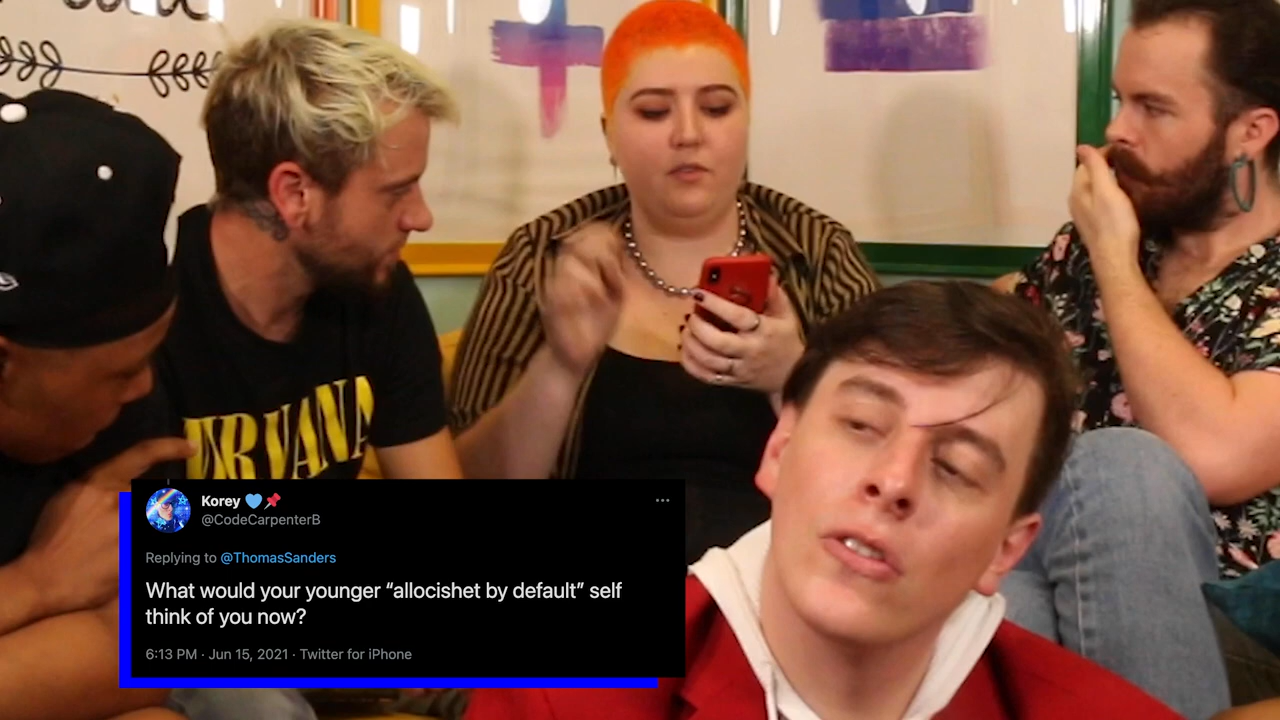 NIRVANA
Korey 💙📌
@CodeCarpenterB
Replying to @ThomasSanders
What would your younger “allocishet by default” self
think of you now?
6:13 PM · Jun 15, 2021 · Twitter for iPhone